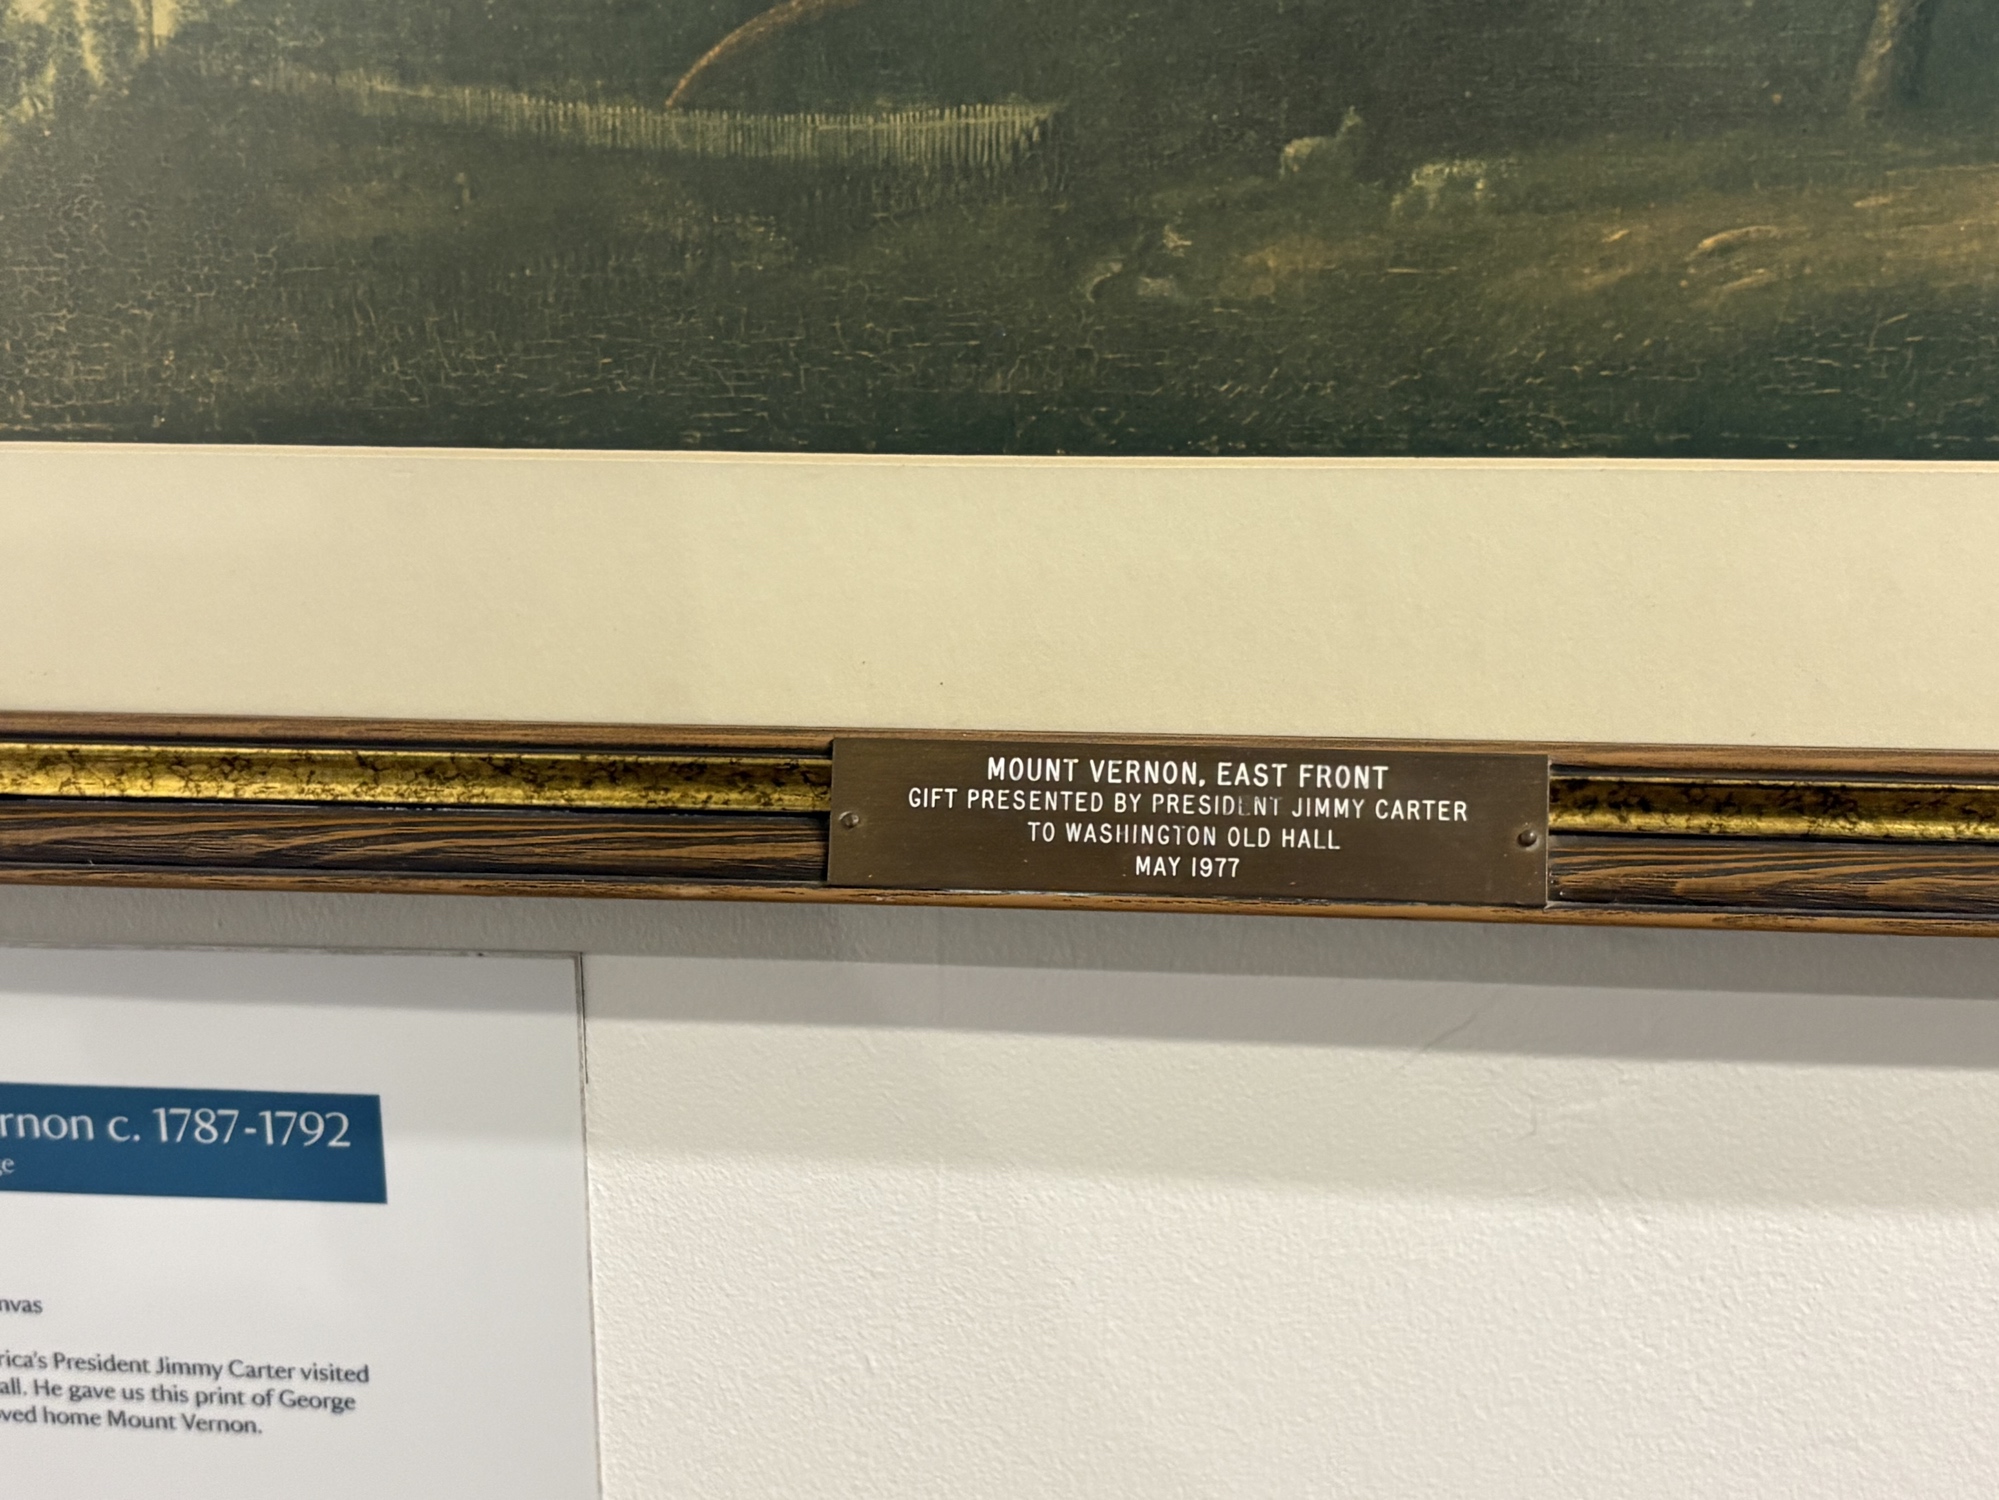 MOUNT VERNON, EAST FRONT
GIFT PRESENTED BY PRESIDENT JIMMY CARTER
TO WASHINGTON OLD HALL
MAY 1977
rnon c. 1787-1792
nvas
rica's President Jimmy Carter visited
all. He gave us this print of George
ved home Mount Vernon.